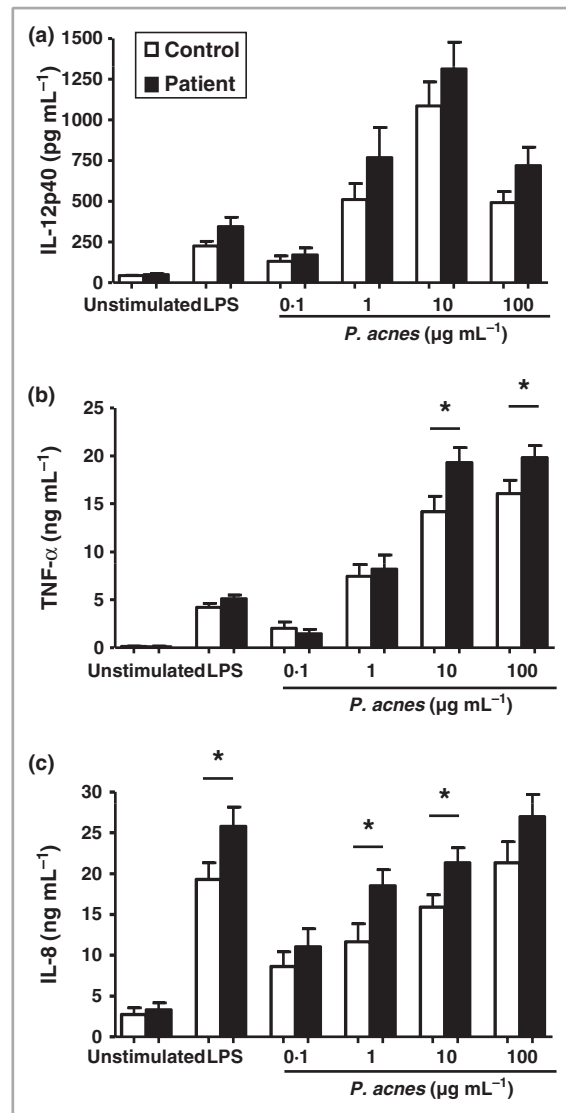 (a)
Control
Patient
IL-12p40 (pg mL⁻¹)
1500
1250
1000
750
500
250
0
Unstimulated LPS 0·1 1 10 100
P. acnes (µg mL⁻¹)
(b)
TNF-α (ng mL⁻¹)
25
20
15
10
5
0
* *
Unstimulated LPS 0·1 1 10 100
P. acnes (µg mL⁻¹)
(c)
IL-8 (ng mL⁻¹)
30
25
20
15
10
5
0
* * *
Unstimulated LPS 0·1 1 10 100
P. acnes (µg mL⁻¹)